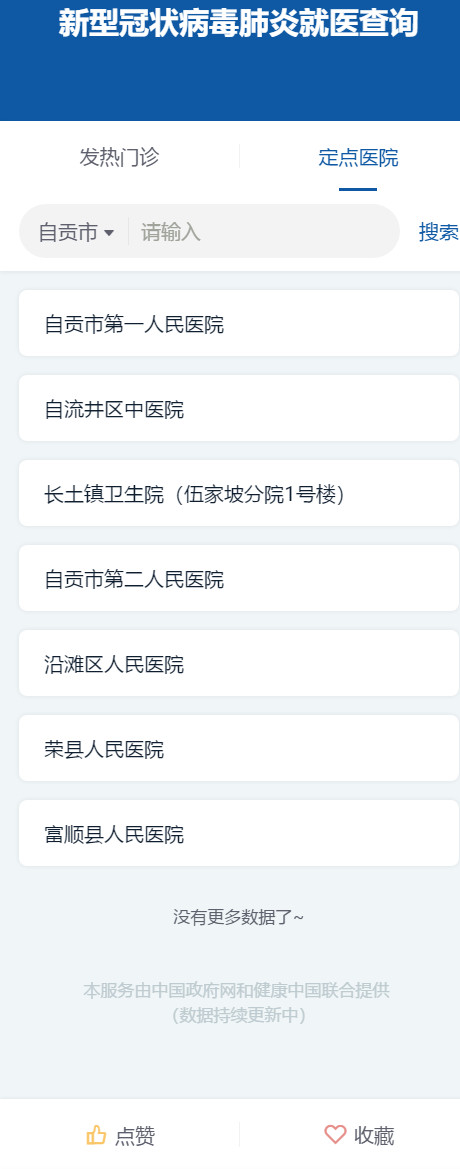 新型冠状病毒肺炎就医查询
发热门诊
定点医院
自贡市
请输入
搜索
自贡市第一人民医院
自流井区中医院
长土镇卫生院（伍家坡分院1号楼）
自贡市第二人民医院
沿滩区人民医院
荣县人民医院
富顺县人民医院
没有更多数据了~
本服务由中国政府网和健康中国联合提供
（数据持续更新中）
点赞
收藏